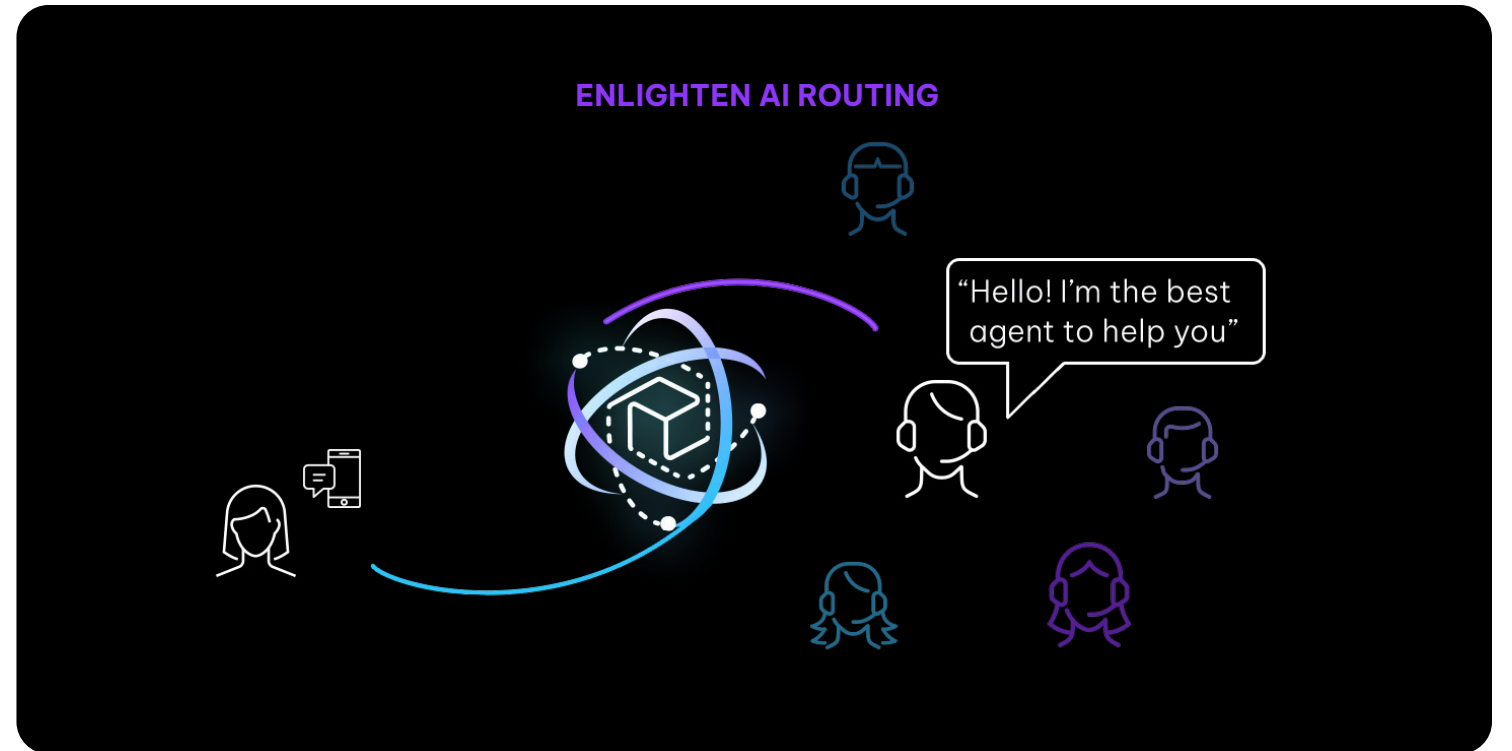 ENLIGHTEN AI ROUTING
“Hello! I’m the best
agent to help you”